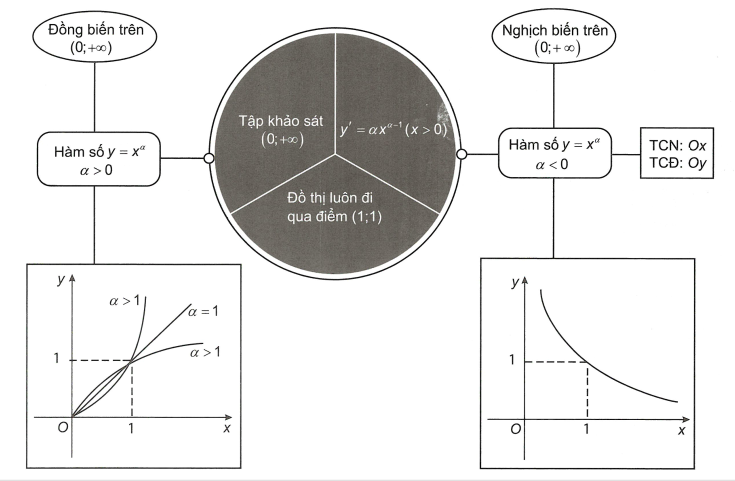 Đồng biến trên
(0;+∞)
Nghịch biến trên
(0;+∞)
Tập khảo sát
(0;+∞)
y' = αx^{α−1} (x > 0)
Đồ thị luôn đi
qua điểm (1;1)
Hàm số y = x^α
α > 0
Hàm số y = x^α
α < 0
TCN: Ox
TCĐ: Oy
y
α > 1
α = 1
α > 1
1
O
1
x
y
1
O
1
x